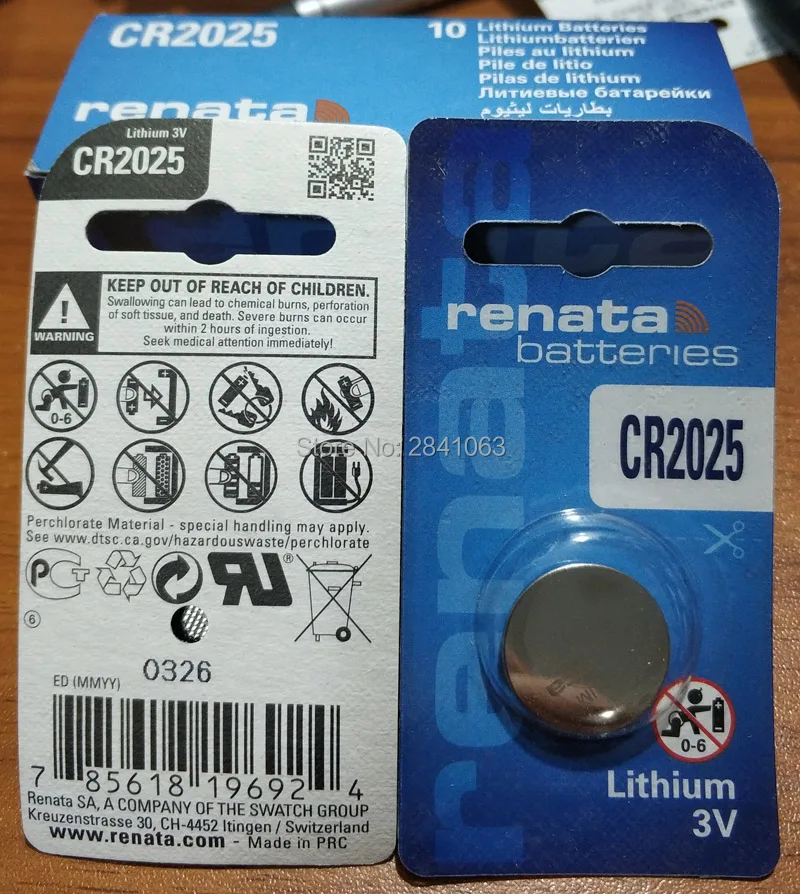 CR2025
10 Lithium Batteries
Lithiumbatterien
Piles au lithium
Pile de litio
Pilas de lithium
Литиевые батарейки
بطاريات ليثيوم
renata
Lithium 3V
CR2025
WARNING
KEEP OUT OF REACH OF CHILDREN.
Swallowing can lead to chemical burns, perforation
of soft tissue, and death. Severe burns can occur
within 2 hours of ingestion.
Seek medical attention immediately!
0-6
Store No: 2841063
Perchlorate Material - special handling may apply.
See www.dtsc.ca.gov/hazardouswaste/perchlorate
®
6
ED (MMYY)
0326
7 85618 19692 4
Renata SA, A COMPANY OF THE SWATCH GROUP
Kreuzenstrasse 30, CH-4452 Itingen / Switzerland
www.renata.com - Made in PRC
renata
renata
batteries
CR2025
0-6
Lithium
3V